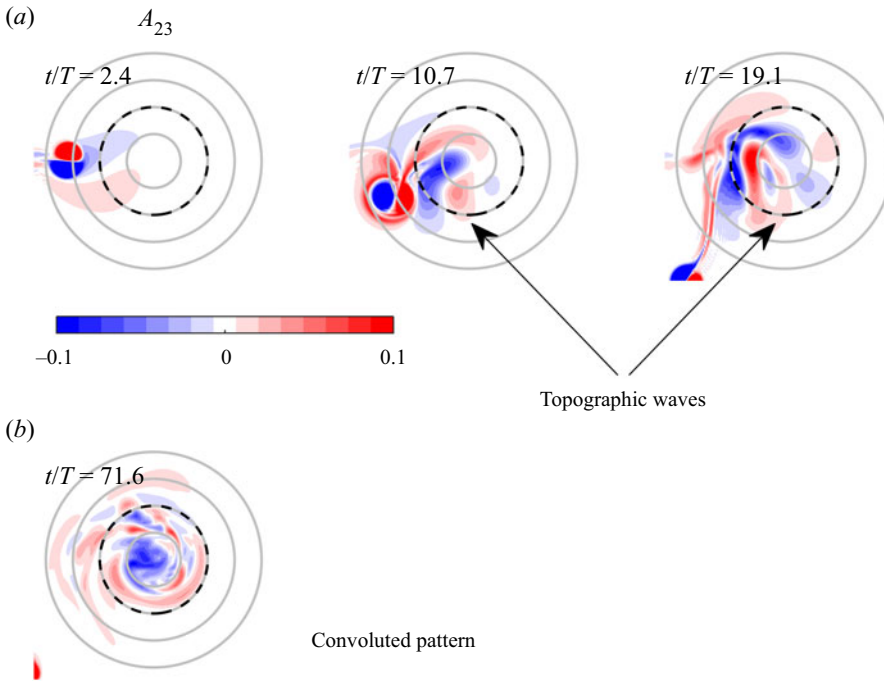 (a)
A23
t/T = 2.4
t/T = 10.7
t/T = 19.1
–0.1
0
0.1
Topographic waves
(b)
t/T = 71.6
Convoluted pattern